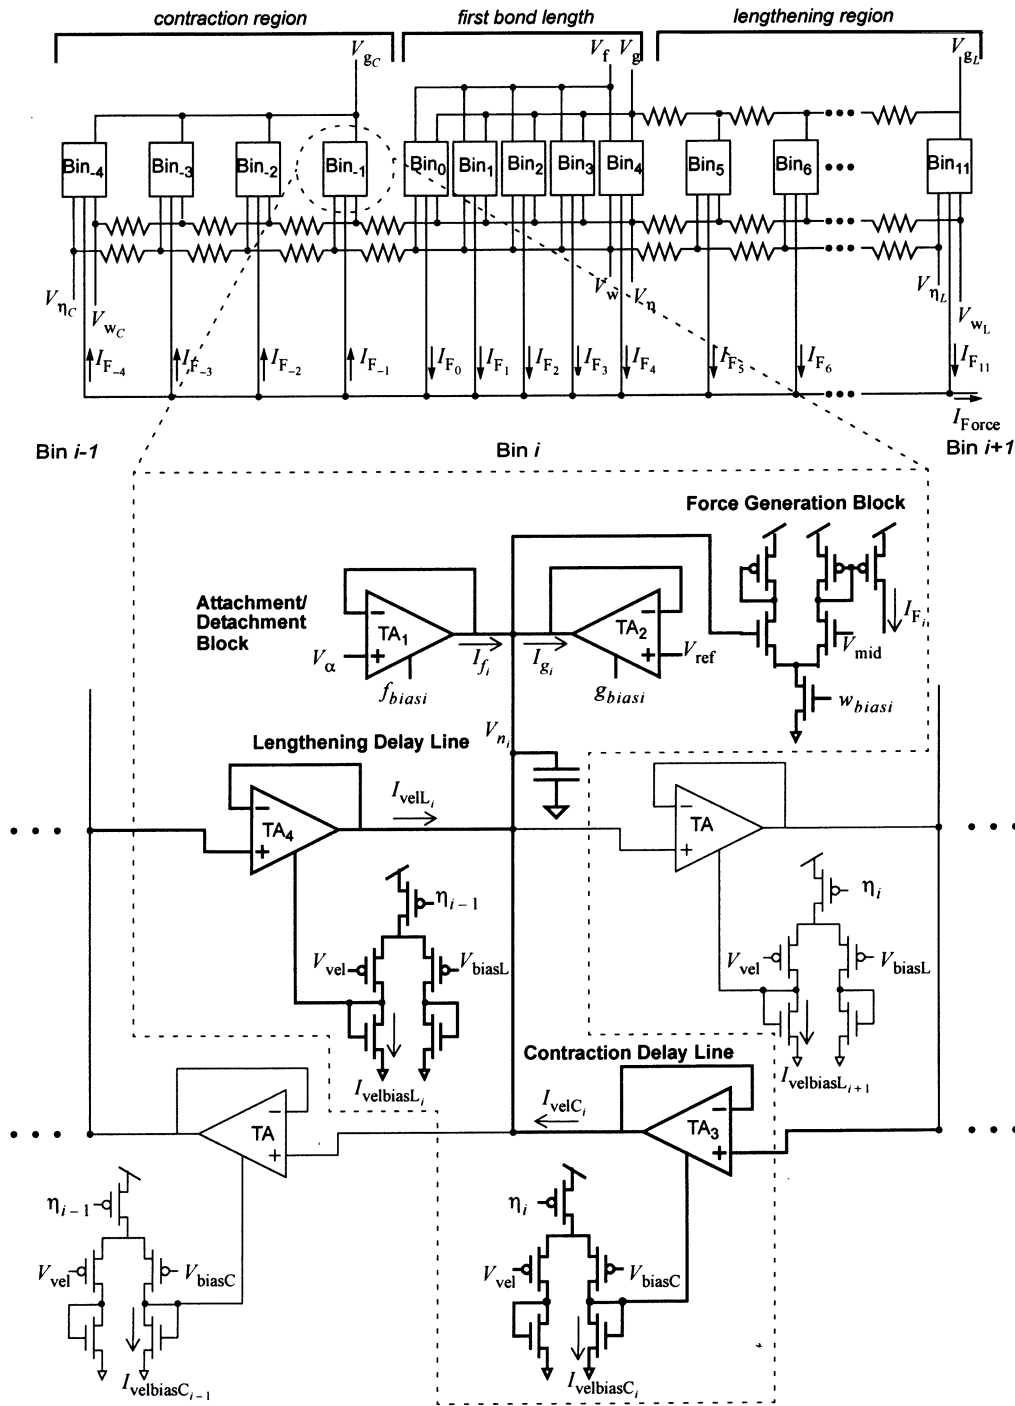 contraction region first bond length lengthening region
V_gC V_f V_g V_gL
Bin_-4 Bin_-3 Bin_-2 Bin_-1 Bin_0 Bin_1 Bin_2 Bin_3 Bin_4 Bin_5 Bin_6 Bin_11
V_ηC V_wC V_w V_η V_ηL V_wL
I_F-4 I_F-3 I_F-2 I_F-1 I_F0 I_F1 I_F2 I_F3 I_F4 I_F5 I_F6 I_F11
I_Force
Bin i-1 Bin i Bin i+1
Force Generation Block
Attachment/
Detachment
Block
TA_1 TA_2
V_α I_fi I_gi V_ref V_mid I_Fi
f_biasi g_biasi w_biasi
V_ni
Lengthening Delay Line
I_velLi
TA_4 TA
η_i-1 η_i
V_vel V_biasL V_vel V_biasL
I_velbiasLi I_velbiasLi+1
Contraction Delay Line
I_velCi
TA TA_3
η_i-1 η_i
V_vel V_biasC V_vel V_biasC
I_velbiasCi-1 I_velbiasCi